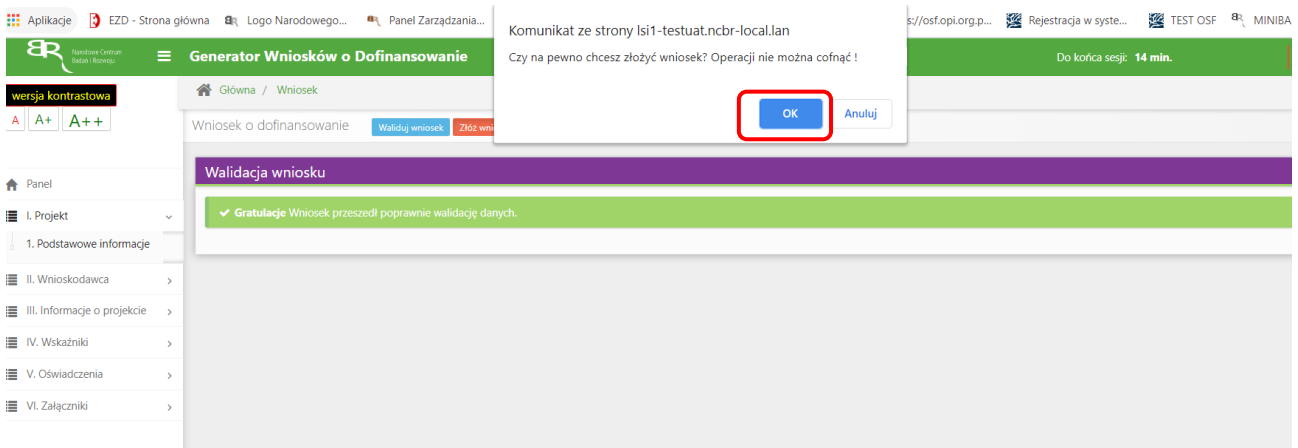 Aplikacje EZD - Strona główna Logo Narodowego... Panel Zarządzania... s://osf.opi.org.p... Rejestracja w syste... TEST OSF MINIBA
Komunikat ze strony lsi1-testuat.ncbr-local.lan
Czy na pewno chcesz złożyć wniosek? Operacji nie można cofnąć !
OK Anuluj
Narodowe Centrum
Badań i Rozwoju
Generator Wniosków o Dofinansowanie
Do końca sesji: 14 min.
wersja kontrastowa
A A+ A++
Główna / Wniosek
Wniosek o dofinansowanie Waliduj wniosek Złóż wni
Walidacja wniosku
Gratulacje Wniosek przeszedł poprawnie walidację danych.
Panel
I. Projekt
1. Podstawowe informacje
II. Wnioskodawca
III. Informacje o projekcie
IV. Wskaźniki
V. Oświadczenia
VI. Załączniki